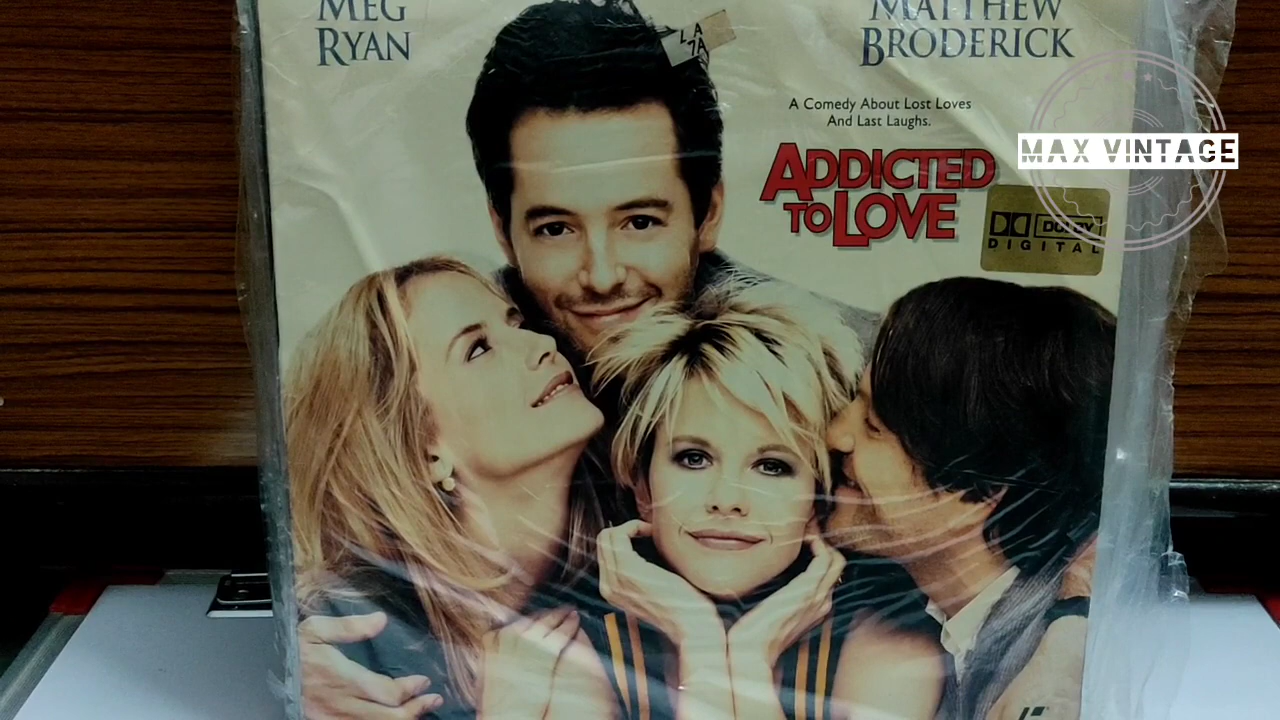 MEG
RYAN
MATTHEW
BRODERICK
A Comedy About Lost Loves
And Last Laughs.
ADDICTED
TO LOVE
DOLBY
DIGITAL
MAX VINTAGE